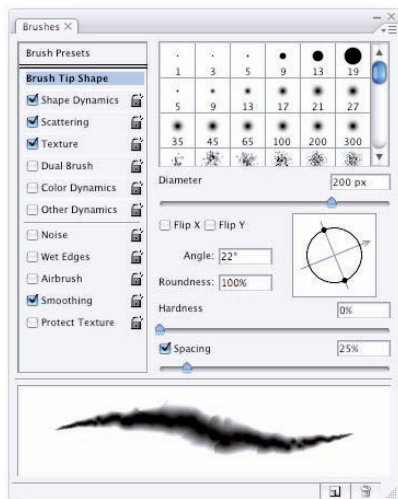 Brushes ×
Brush Presets
Brush Tip Shape
Shape Dynamics
Scattering
Texture
Dual Brush
Color Dynamics
Other Dynamics
Noise
Wet Edges
Airbrush
Smoothing
Protect Texture
1 3 5 9 13 19
5 9 13 17 21 27
35 45 65 100 200 300
Diameter 200 px
Flip X Flip Y
Angle: 22°
Roundness: 100%
Hardness 0%
Spacing 25%